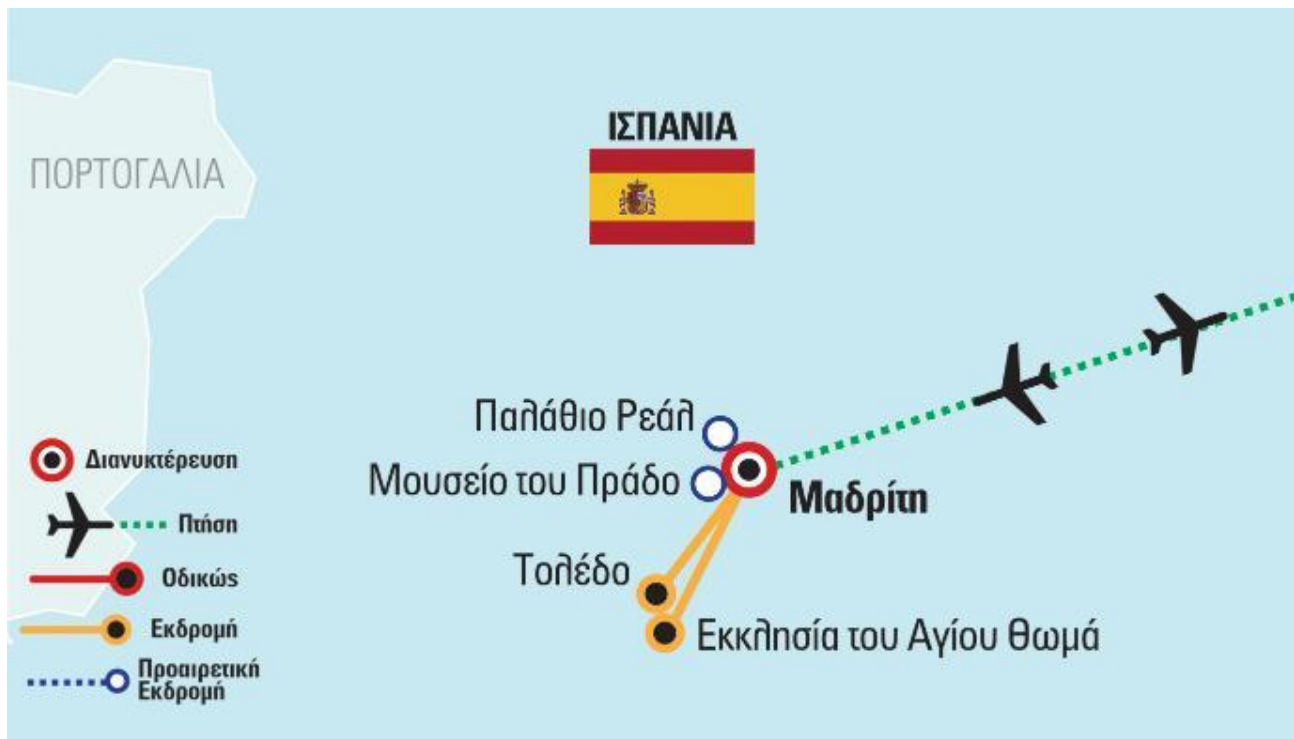 ΙΣΠΑΝΙΑ
ΠΟΡΤΟΓΑΛΙΑ
Παλάθιο Ρεάλ
Μουσείο του Πράδο
Μαδρίτη
Τολέδο
Εκκλησία του Αγίου Θωμά
Διανυκτέρευση
Πτήση
Οδικώς
Εκδρομή
Προαιρετική
Εκδρομή